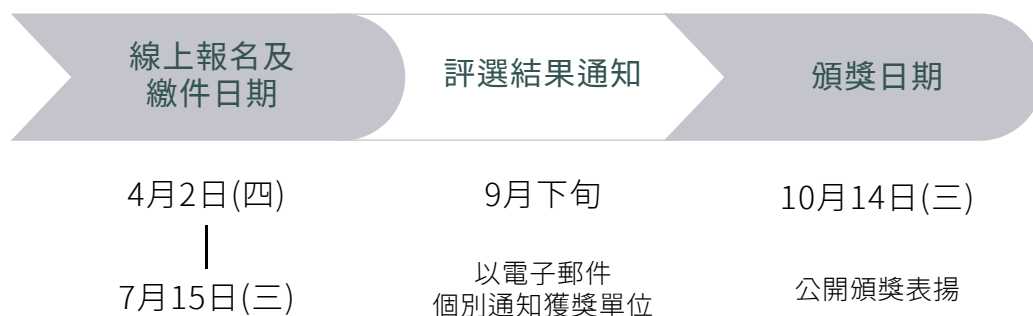 線上報名及
繳件日期
評選結果通知
頒獎日期
4月2日(四)
7月15日(三)
9月下旬
以電子郵件
個別通知獲獎單位
10月14日(三)
公開頒獎表揚